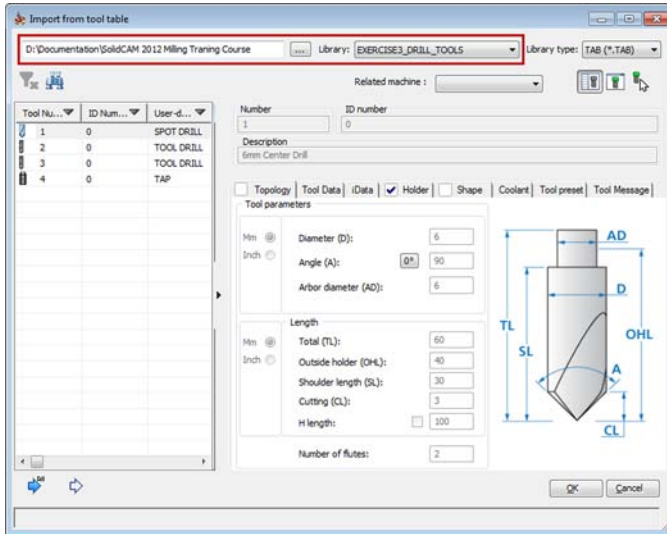 Import from tool table
D:\Documentation\SolidCAM 2012 Milling Traning Course ... Library: EXERCISE3_DRILL_TOOLS Library type: TAB (*.TAB)
Related machine :
Tool Nu... ID Num... User-d...
1 0 SPOT DRILL
2 0 TOOL DRILL
3 0 TOOL DRILL
4 0 TAP
Number ID number
1 0
Description
6mm Center Drill
Topology Tool Data iData Holder Shape Coolant Tool preset Tool Message
Tool parameters
Mm Diameter (D): 6
Inch Angle (A): 0° 90
Arbor diameter (AD): 6
Length
Mm Total (TL): 60
Inch Outside holder (OHL): 40
Shoulder length (SL): 30
Cutting (CL): 3
H length: 100
Number of flutes: 2
AD
D
TL
OHL
SL
A
CL
All
OK Cancel